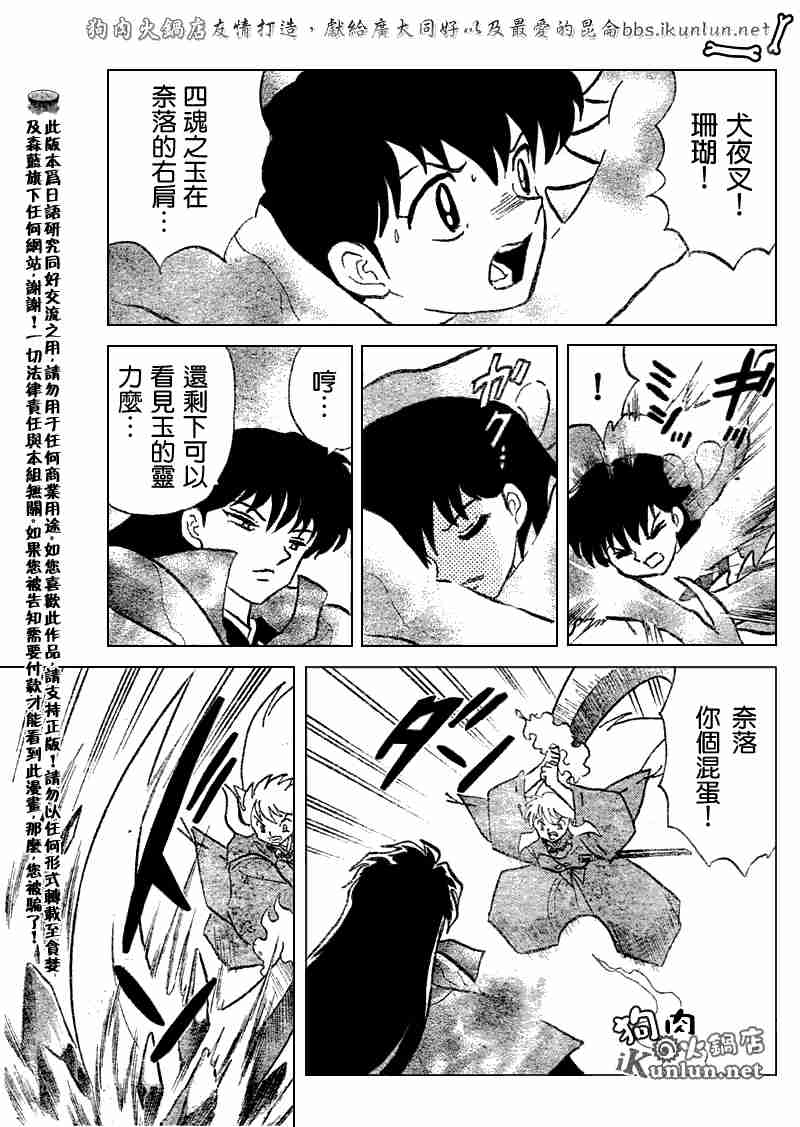 狗肉火鍋店友情打造，獻給廣大同好以及最愛的昆侖bbs.ikunlun.net
犬夜叉！
珊瑚！
四魂之玉在
奈落的右肩…
！
ググッ
哼…
還剩下可以
看見玉的靈
力麼…
奈落
你個混蛋！
ダン
ドッ
此版本爲日語研究同好交流之用，請勿用于任何商業用途。如您喜歡此作品，請支持正版！請勿以任何形式轉載至貪婪
及森藍旗下任何網站，謝謝！一切法律責任與本組無關。如果您被告知需要付款才能看到此漫畫，那麼，您被騙了！
狗肉
火鍋店
iKunlun.net